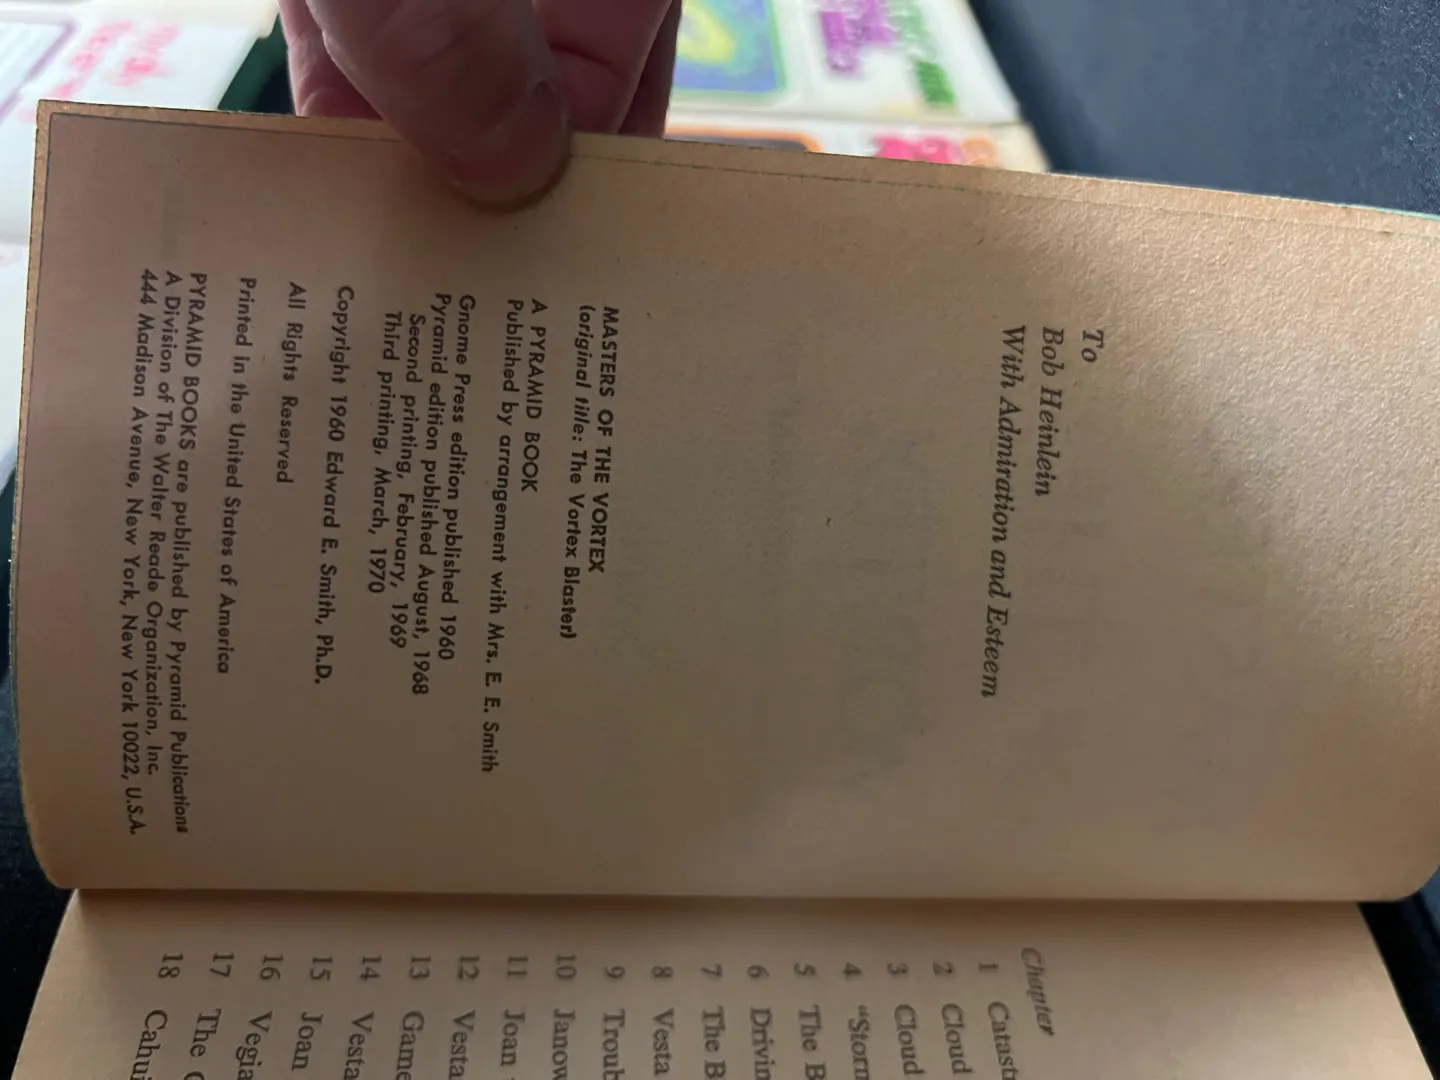 To
Bob Heinlein
With Admiration and Esteem
MASTERS OF THE VORTEX
(original title: The Vortex Blaster)
A PYRAMID BOOK
Published by arrangement with Mrs. E. E. Smith
Gnome Press edition published 1960
Pyramid edition published August, 1968
Second printing, February, 1969
Third printing, March, 1970
Copyright 1960 Edward E. Smith, Ph.D.
All Rights Reserved
Printed in the United States of America
PYRAMID BOOKS are published by Pyramid Publications
A Division of The Walter Reade Organization, Inc.
444 Madison Avenue, New York, New York 10022, U.S.A.
Chapter
1
2 Cloud
3 Cloud
4
5 The B
6
7 The B
8 Vesta
9
10
11 Joan
12 Vesta
13 Game
14 Vesta
15 Joan
16
17 The
18